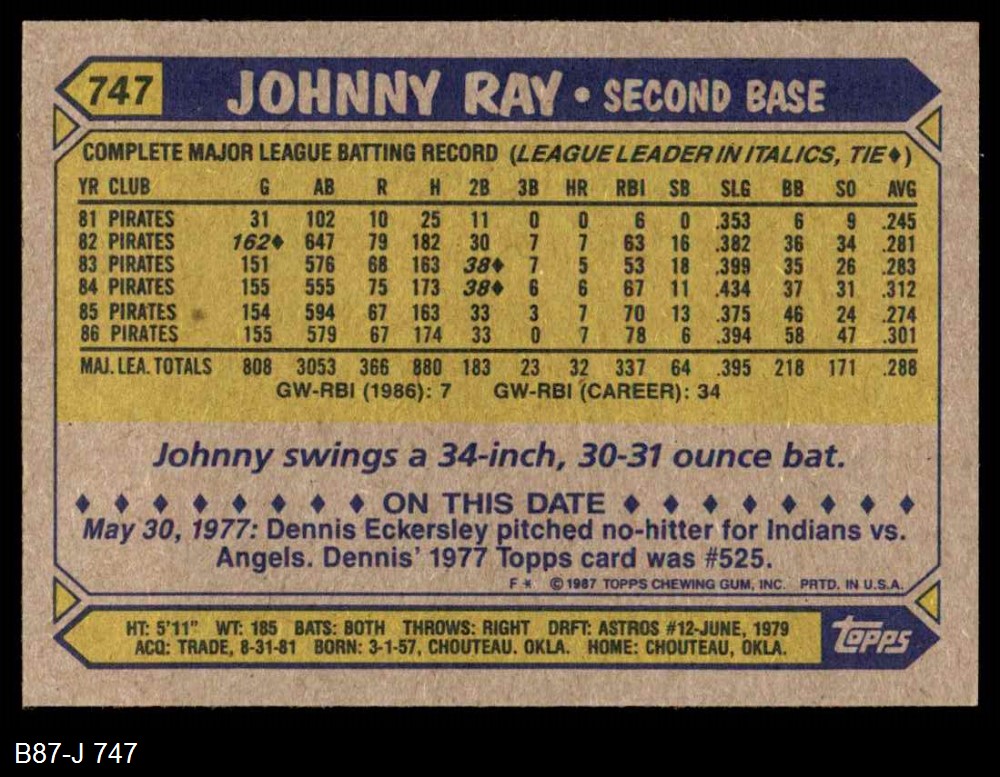 747
JOHNNY RAY • SECOND BASE
COMPLETE MAJOR LEAGUE BATTING RECORD (LEAGUE LEADER IN ITALICS, TIE♦)
YR CLUB G AB R H 2B 3B HR RBI SB SLG BB SO AVG
81 PIRATES 31 102 10 25 11 0 0 6 0 .353 6 9 .245
82 PIRATES 162♦ 647 79 182 30 7 7 63 16 .382 36 34 .281
83 PIRATES 151 576 68 163 38♦ 7 5 53 18 .399 35 26 .283
84 PIRATES 155 555 75 173 38♦ 6 6 67 11 .434 37 31 .312
85 PIRATES 154 594 67 163 33 3 7 70 13 .375 46 24 .274
86 PIRATES 155 579 67 174 33 0 7 78 6 .394 58 47 .301
MAJ. LEA. TOTALS 808 3053 366 880 183 23 32 337 64 .395 218 171 .288
GW-RBI (1986): 7 GW-RBI (CAREER): 34
Johnny swings a 34-inch, 30-31 ounce bat.
♦ ♦ ♦ ♦ ♦ ♦ ♦ ♦ ON THIS DATE ♦ ♦ ♦ ♦ ♦ ♦ ♦ ♦
May 30, 1977: Dennis Eckersley pitched no-hitter for Indians vs.
Angels. Dennis' 1977 Topps card was #525.
F * © 1987 TOPPS CHEWING GUM, INC. PRTD. IN U.S.A.
HT: 5'11" WT: 185 BATS: BOTH THROWS: RIGHT DRFT: ASTROS #12-JUNE, 1979
ACQ: TRADE, 8-31-81 BORN: 3-1-57, CHOUTEAU. OKLA. HOME: CHOUTEAU, OKLA.
topps
B87-J 747